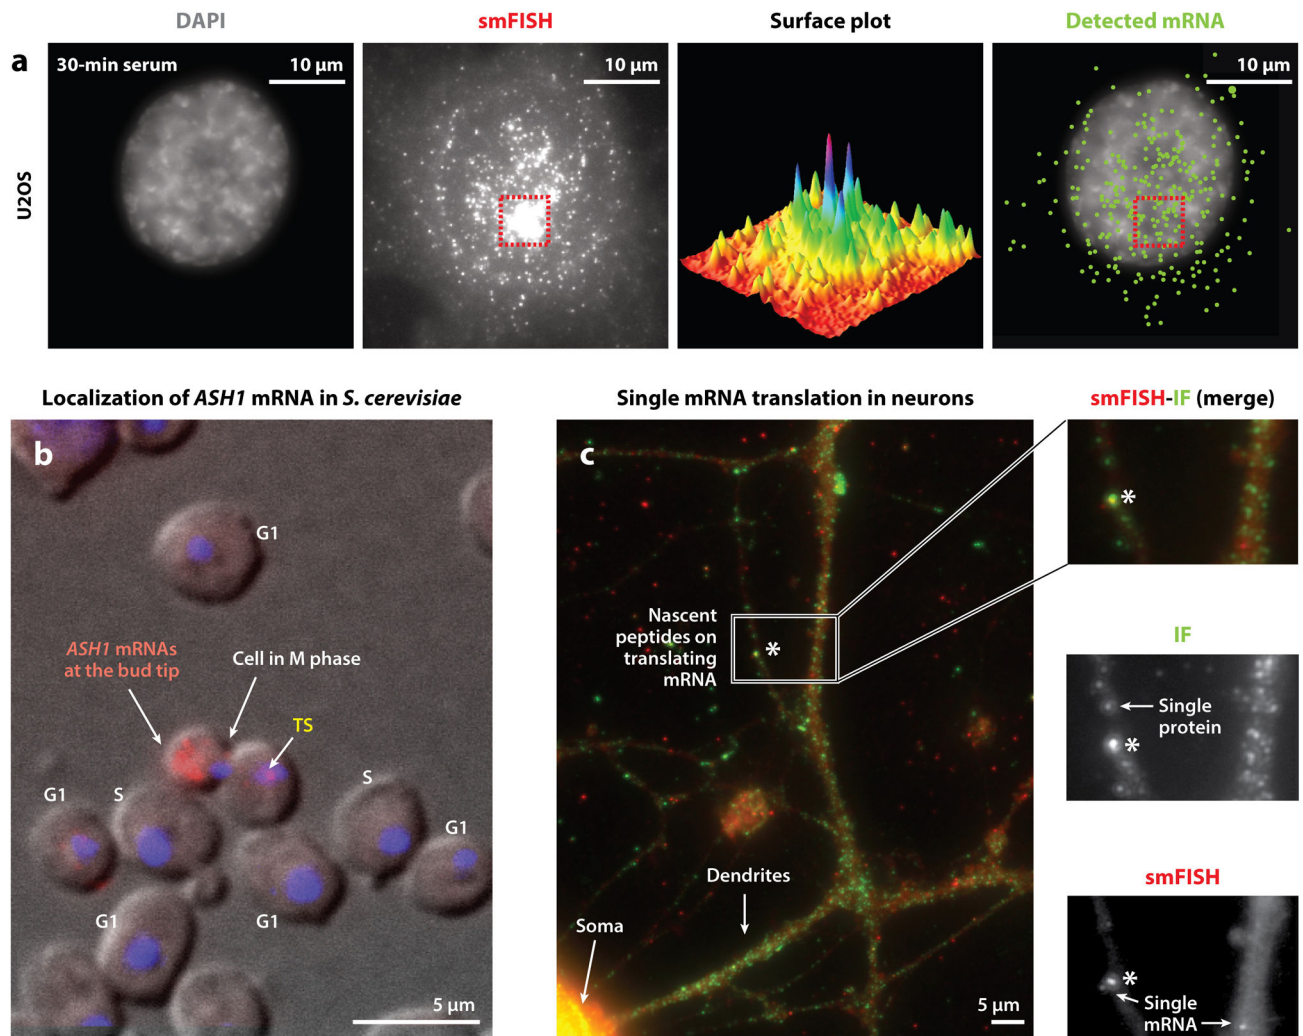 DAPI
smFISH
Surface plot
Detected mRNA
a
U2OS
30-min serum
10 µm
10 µm
10 µm
Localization of ASH1 mRNA in S. cerevisiae
b
G1
ASH1 mRNAs
at the bud tip
Cell in M phase
TS
G1
S
S
G1
G1
G1
5 µm
Single mRNA translation in neurons
c
Nascent
peptides on
translating
mRNA
*
Dendrites
Soma
5 µm
smFISH-IF (merge)
*
IF
Single
protein
*
smFISH
*
Single
mRNA